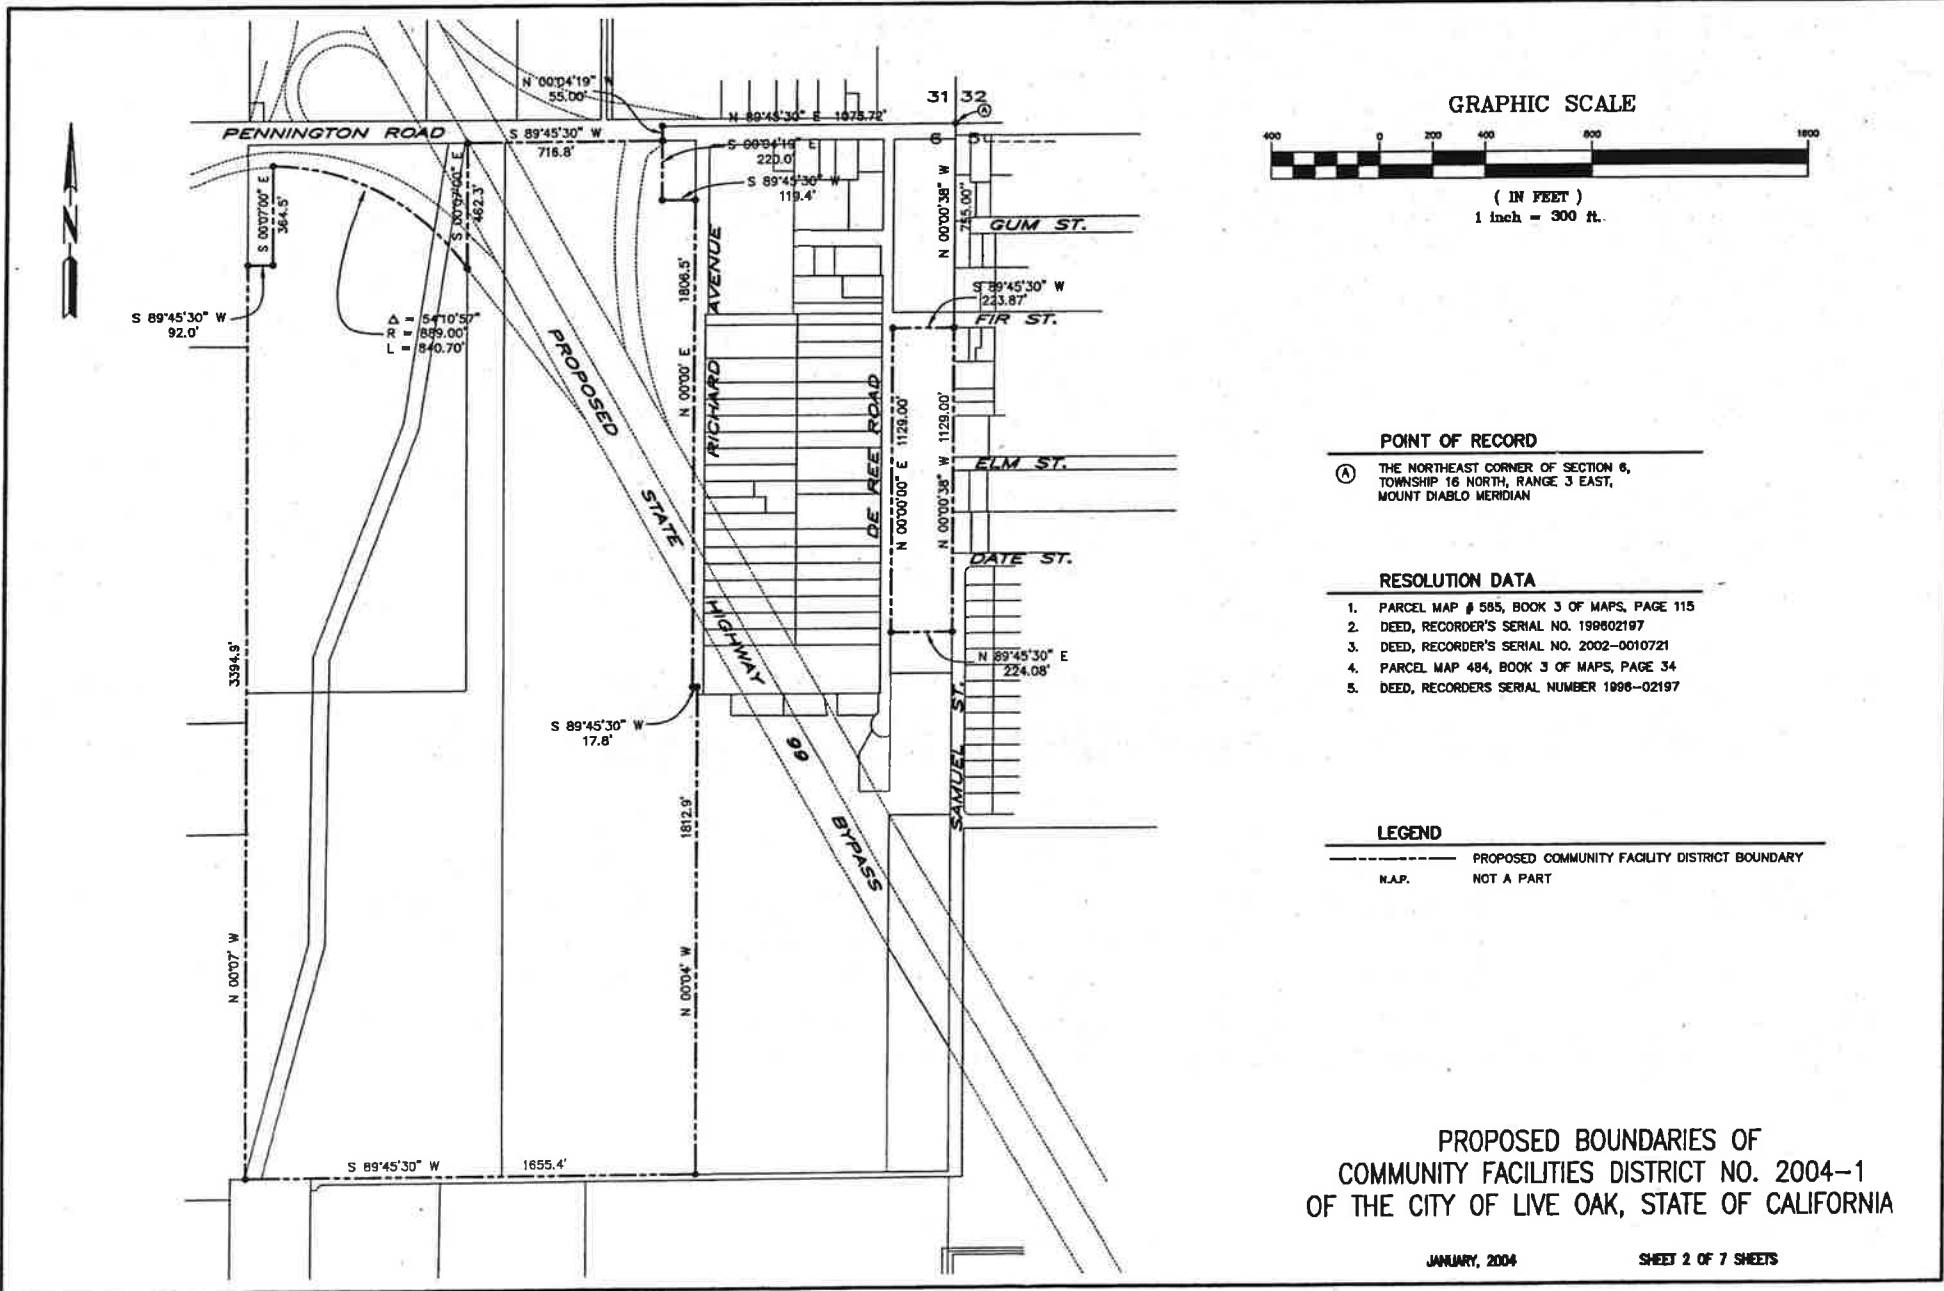 N 00°04'19" W
55.00'
31 32
A
N 89°45'30" E 1075.72'
PENNINGTON ROAD
S 89°45'30" W
716.8'
S 00°04'19" E
220.0'
S 89°45'30" W
119.4'
6 5
S 00°07'00" E
364.5'
S 00°07'00" E
462.3'
N 00°00'38" W
755.00'
GUM ST.
S 89°45'30" W
92.0'
Δ = 54°10'57"
R = 889.00'
L = 840.70'
S 89°45'30" W
223.87'
FIR ST.
RICHARD AVENUE
N 00°00' E 1806.5'
DE REE ROAD
N 00°00'00" E 1129.00'
N 00°00'38" W 1129.00'
ELM ST.
DATE ST.
PROPOSED STATE HIGHWAY 99 BYPASS
N 89°45'30" E
224.08'
S 89°45'30" W
17.8'
SAMUEL ST.
N 00°07' W 3394.9'
N 00°04' W 1812.9'
S 89°45'30" W 1655.4'
N
GRAPHIC SCALE
400 0 200 400 800 1600
( IN FEET )
1 inch = 300 ft.
POINT OF RECORD
A THE NORTHEAST CORNER OF SECTION 6,
TOWNSHIP 16 NORTH, RANGE 3 EAST,
MOUNT DIABLO MERIDIAN
RESOLUTION DATA
1. PARCEL MAP # 585, BOOK 3 OF MAPS, PAGE 115
2. DEED, RECORDER'S SERIAL NO. 199602197
3. DEED, RECORDER'S SERIAL NO. 2002-0010721
4. PARCEL MAP 484, BOOK 3 OF MAPS, PAGE 34
5. DEED, RECORDERS SERIAL NUMBER 1996-02197
LEGEND
PROPOSED COMMUNITY FACILITY DISTRICT BOUNDARY
N.A.P. NOT A PART
PROPOSED BOUNDARIES OF
COMMUNITY FACILITIES DISTRICT NO. 2004-1
OF THE CITY OF LIVE OAK, STATE OF CALIFORNIA
JANUARY, 2004 SHEET 2 OF 7 SHEETS